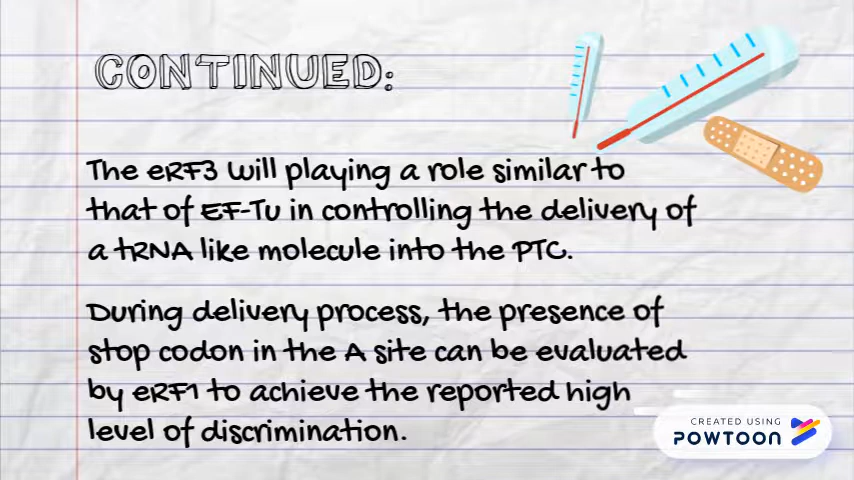 CONTINUED:
The eRF3 will playing a role similar to
that of EF-Tu in controlling the delivery of
a tRNA like molecule into the PTC.
During delivery process, the presence of
stop codon in the A site can be evaluated
by eRF1 to achieve the reported high
level of discrimination.
CREATED USING
POWTOON